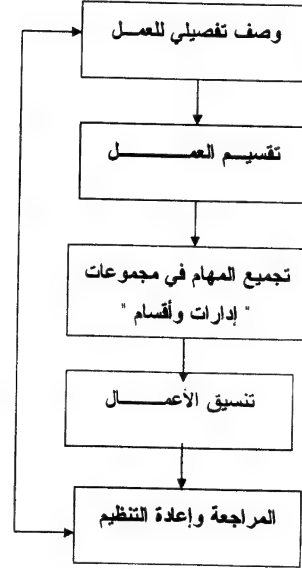 وصف تفصيلي للعمل
تقسيم العمل
تجميع المهام في مجموعات
" إدارات وأقسام "
تنسيق الأعمال
المراجعة وإعادة التنظيم